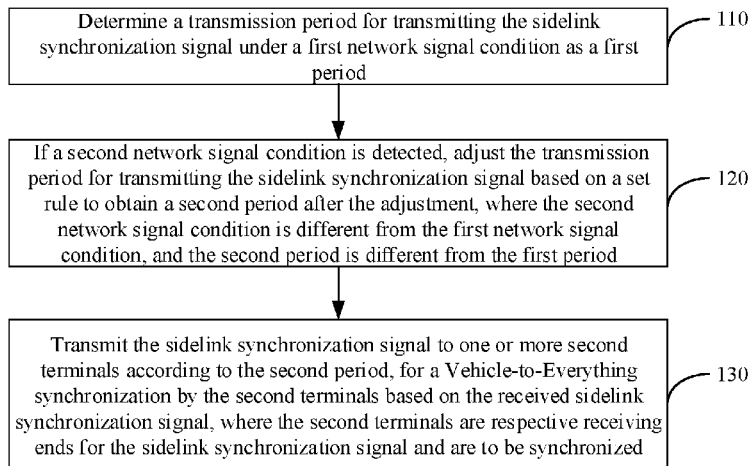 Determine a transmission period for transmitting the sidelink
synchronization signal under a first network signal condition as a first
period
110
If a second network signal condition is detected, adjust the transmission
period for transmitting the sidelink synchronization signal based on a set
rule to obtain a second period after the adjustment, where the second
network signal condition is different from the first network signal
condition, and the second period is different from the first period
120
Transmit the sidelink synchronization signal to one or more second
terminals according to the second period, for a Vehicle-to-Everything
synchronization by the second terminals based on the received sidelink
synchronization signal, where the second terminals are respective receiving
ends for the sidelink synchronization signal and are to be synchronized
130